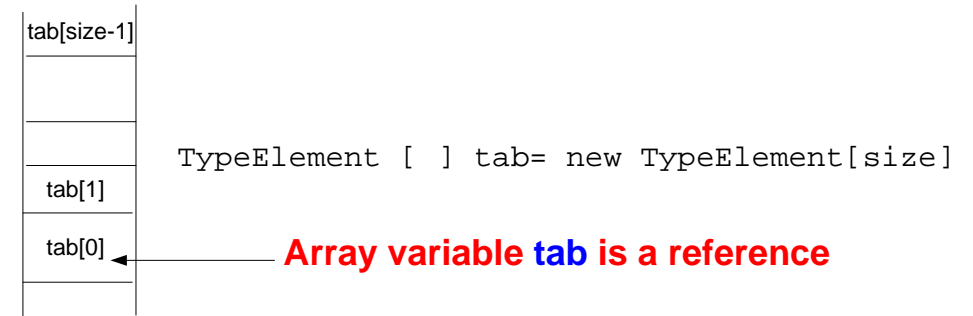 tab[size-1]
TypeElement [ ] tab= new TypeElement[size]
tab[1]
tab[0]
Array variable tab is a reference